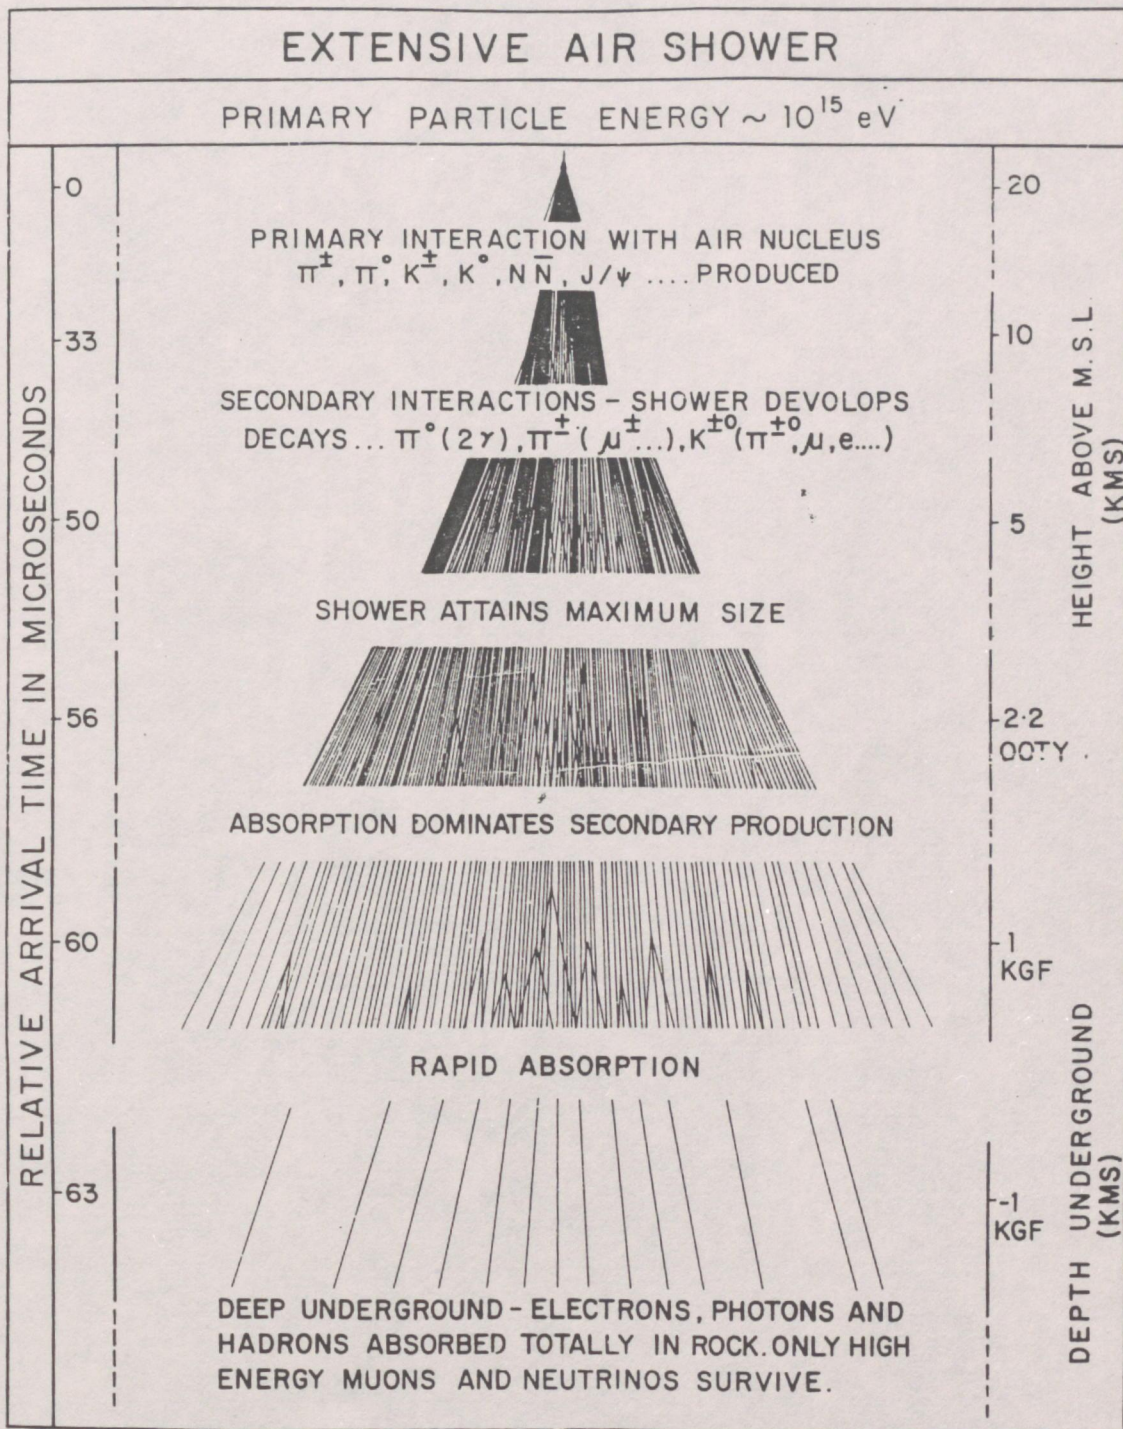 EXTENSIVE AIR SHOWER
PRIMARY PARTICLE ENERGY ~ 10¹⁵ eV
RELATIVE ARRIVAL TIME IN MICROSECONDS
0
33
50
56
60
63
PRIMARY INTERACTION WITH AIR NUCLEUS
π±, π°, K±, K°, N N̅, J/ψ .... PRODUCED
SECONDARY INTERACTIONS - SHOWER DEVOLOPS
DECAYS... π°(2γ), π±(μ±...), K±0(π±0,μ,e....)
SHOWER ATTAINS MAXIMUM SIZE
ABSORPTION DOMINATES SECONDARY PRODUCTION
RAPID ABSORPTION
DEEP UNDERGROUND - ELECTRONS, PHOTONS AND
HADRONS ABSORBED TOTALLY IN ROCK. ONLY HIGH
ENERGY MUONS AND NEUTRINOS SURVIVE.
20
10
5
2·2
OOTY
1
KGF
-1
KGF
HEIGHT ABOVE M.S.L
(KMS)
DEPTH UNDERGROUND
(KMS)